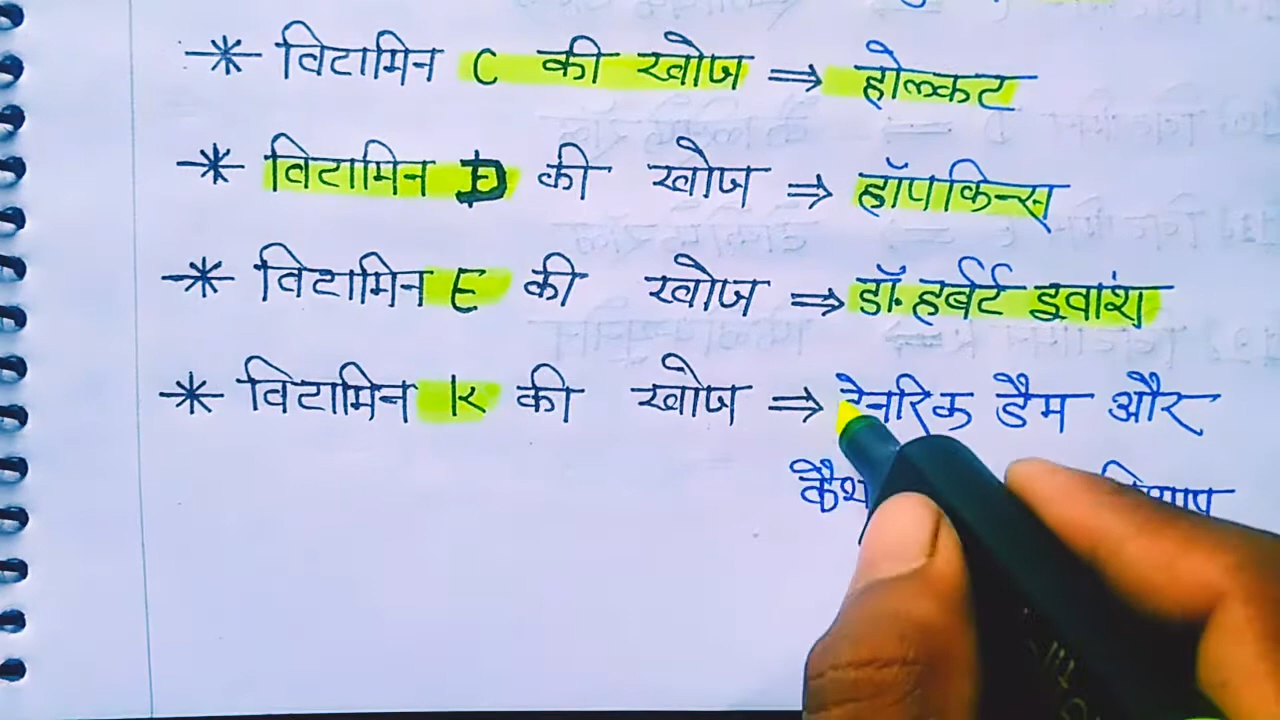 * विटामिन C की खोज ⇒ होल्कट
* विटामिन D की खोज ⇒ हॉपकिन्स
* विटामिन E की खोज ⇒ डॉ. हर्बर्ट इवांश
* विटामिन K की खोज ⇒ हेनरिक डैम और